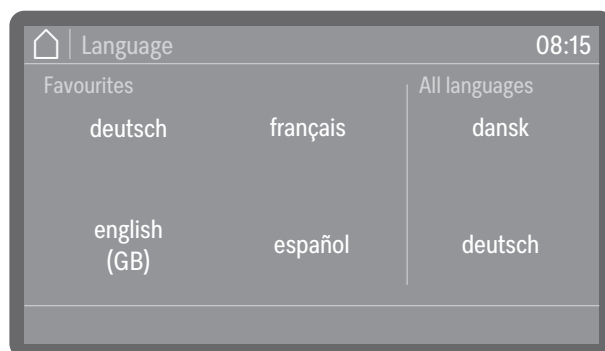 Language 08:15
Favourites All languages
deutsch français dansk
english
(GB) español deutsch